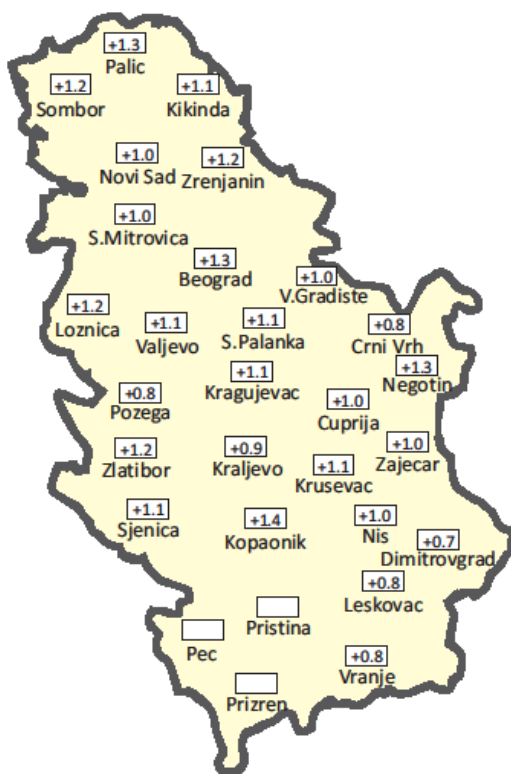 +1.3
Palic
+1.2
Sombor
+1.1
Kikinda
+1.0
Novi Sad
+1.2
Zrenjanin
+1.0
S.Mitrovica
+1.3
Beograd
+1.0
V.Gradiste
+1.2
Loznica
+1.1
Valjevo
+1.1
S.Palanka
+0.8
Crni Vrh
+1.3
Negotin
+1.1
Kragujevac
+0.8
Pozega
+1.0
Cuprija
+1.0
Zajecar
+1.2
Zlatibor
+0.9
Kraljevo
+1.1
Krusevac
+1.1
Sjenica
+1.4
Kopaonik
+1.0
Nis
+0.7
Dimitrovgrad
+0.8
Leskovac
Pristina
Pec
+0.8
Vranje
Prizren